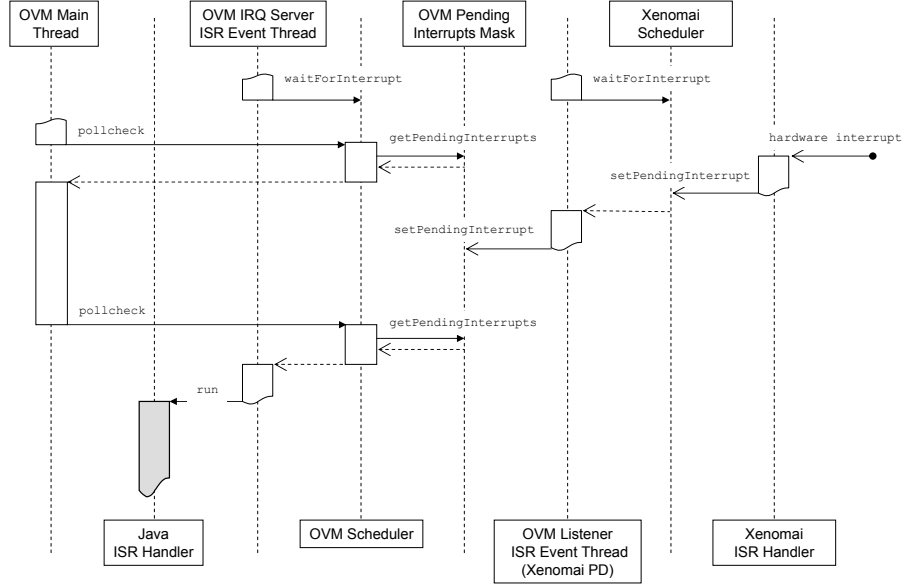 OVM Main
Thread
OVM IRQ Server
ISR Event Thread
OVM Pending
Interrupts Mask
Xenomai
Scheduler
waitForInterrupt
waitForInterrupt
pollcheck
getPendingInterrupts
hardware interrupt
setPendingInterrupt
setPendingInterrupt
pollcheck
getPendingInterrupts
run
Java
ISR Handler
OVM Scheduler
OVM Listener
ISR Event Thread
(Xenomai PD)
Xenomai
ISR Handler